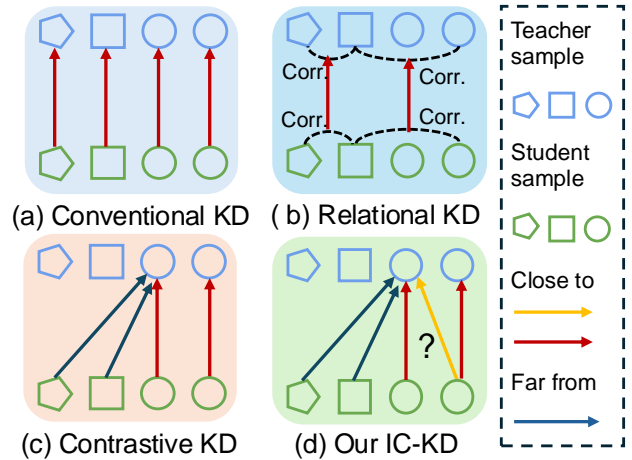 Corr.
Corr.
Corr.
Corr.
(a) Conventional KD
( b) Relational KD
?
(c) Contrastive KD
(d) Our IC-KD
Teacher
sample
Student
sample
Close to
Far from